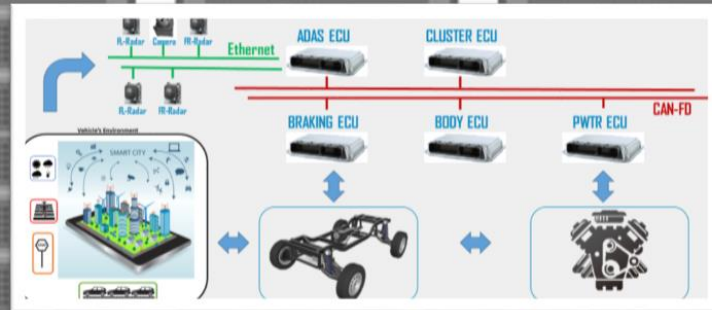 FL-Radar Camera FR-Radar
Ethernet
ADAS ECU
CLUSTER ECU
RL-Radar RR-Radar
CAN-FD
BRAKING ECU
BODY ECU
PWTR ECU
Vehicle's Environment
SMART CITY